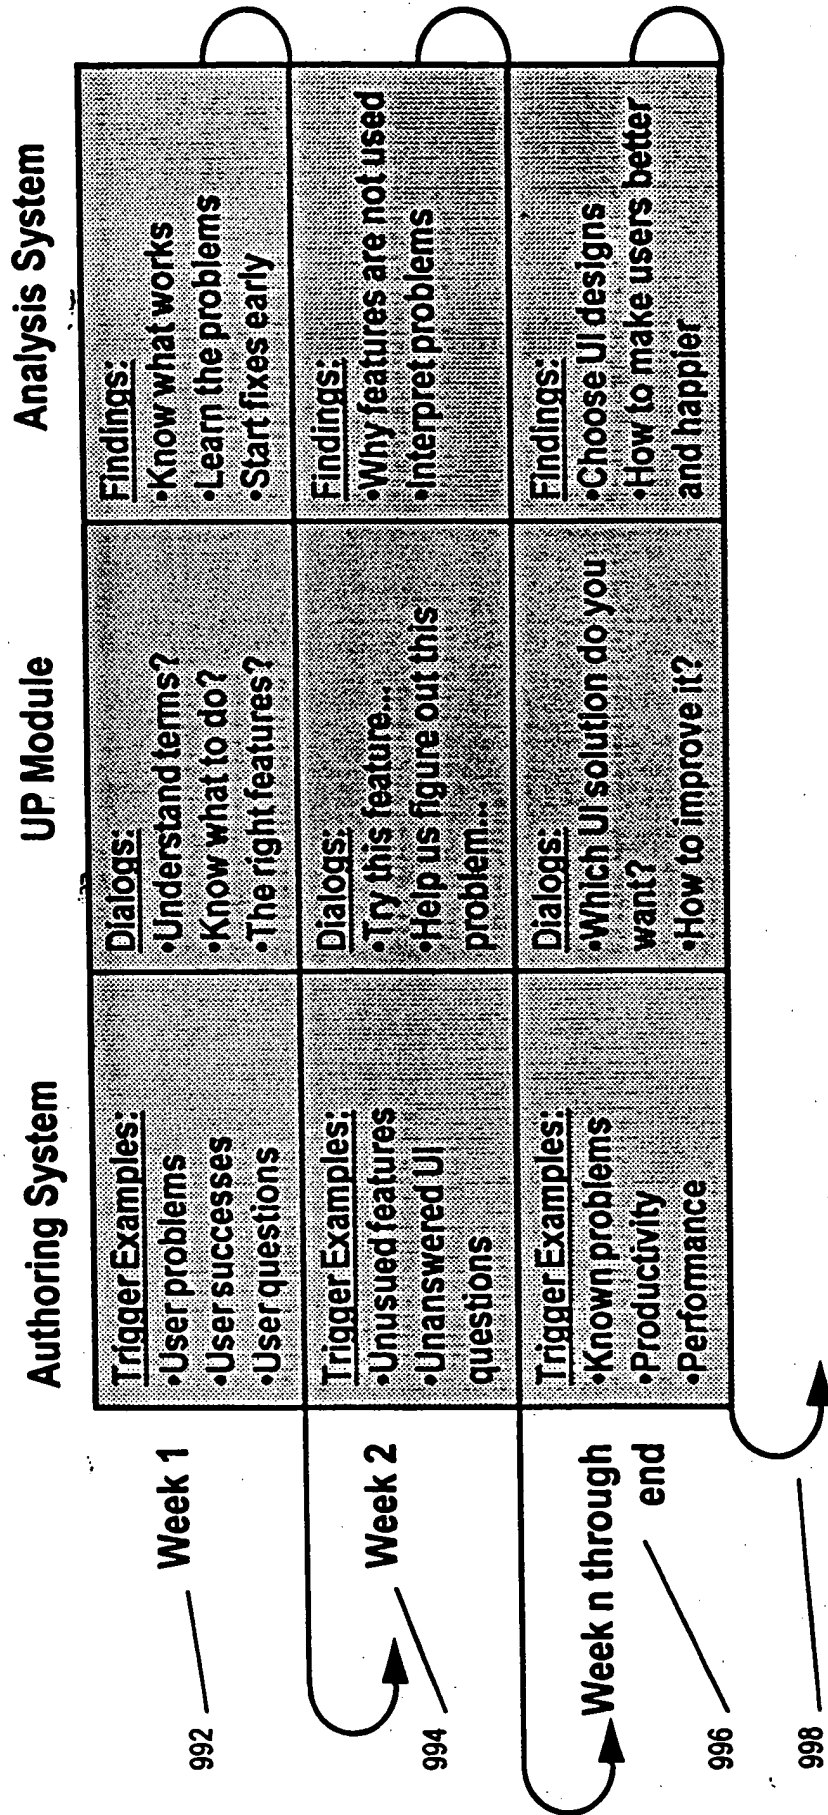 Authoring System
UP Module
Analysis System
Week 1
Trigger Examples:
•User problems
•User successes
•User questions
Dialogs:
•Understand terms?
•Know what to do?
•The right features?
Findings:
•Know what works
•Learn the problems
•Start fixes early
Week 2
Trigger Examples:
•Unusued features
•Unanswered UI
questions
Dialogs:
•Try this feature...
•Help us figure out this
problem...
Findings:
•Why features are not used
•Interpret problems
Week n through
end
Trigger Examples:
•Known problems
•Productivity
•Performance
Dialogs:
•Which UI solution do you
want?
•How to improve it?
Findings:
•Choose UI designs
•How to make users better
and happier
992
994
996
998